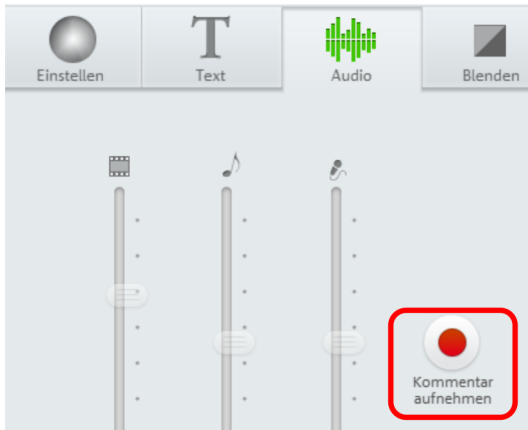 Einstellen
Text
Audio
Blenden
Kommentar
aufnehmen